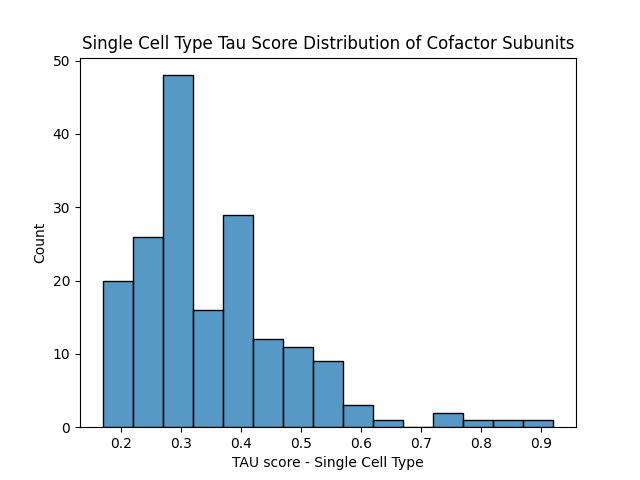 Single Cell Type Tau Score Distribution of Cofactor Subunits
50
40
30
20
10
0
Count
0.2 0.3 0.4 0.5 0.6 0.7 0.8 0.9
TAU score - Single Cell Type